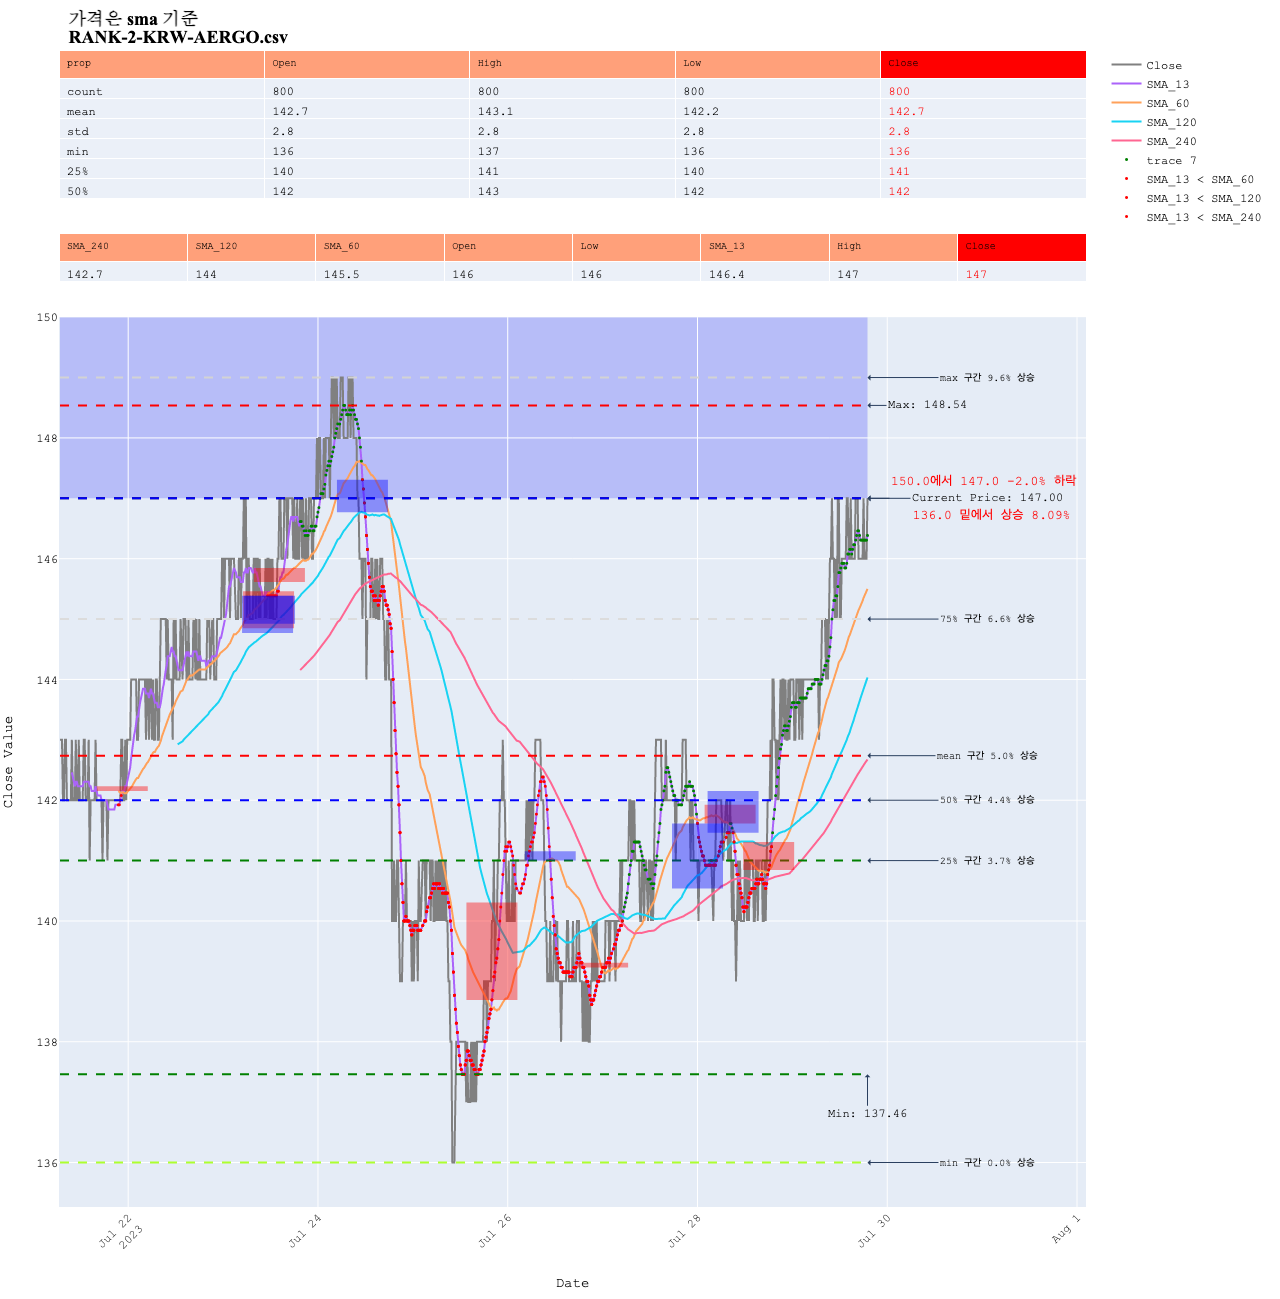 가격은 sma 기준
RANK-2-KRW-AERGO.csv
prop Open High Low Close
count 800 800 800 800
mean 142.7 143.1 142.2 142.7
std 2.8 2.8 2.8 2.8
min 136 137 136 136
25% 140 141 140 141
50% 142 143 142 142
SMA_240 SMA_120 SMA_60 Open Low SMA_13 High Close
142.7 144 145.5 146 146 146.4 147 147
Close
SMA_13
SMA_60
SMA_120
SMA_240
trace 7
SMA_13 < SMA_60
SMA_13 < SMA_120
SMA_13 < SMA_240
150
148
146
144
142
140
138
136
Close Value
max 구간 9.6% 상승
Max: 148.54
150.0에서 147.0 -2.0% 하락
Current Price: 147.00
136.0 밑에서 상승 8.09%
75% 구간 6.6% 상승
mean 구간 5.0% 상승
50% 구간 4.4% 상승
25% 구간 3.7% 상승
Min: 137.46
min 구간 0.0% 상승
Jul 22
2023
Jul 24
Jul 26
Jul 28
Jul 30
Aug 1
Date